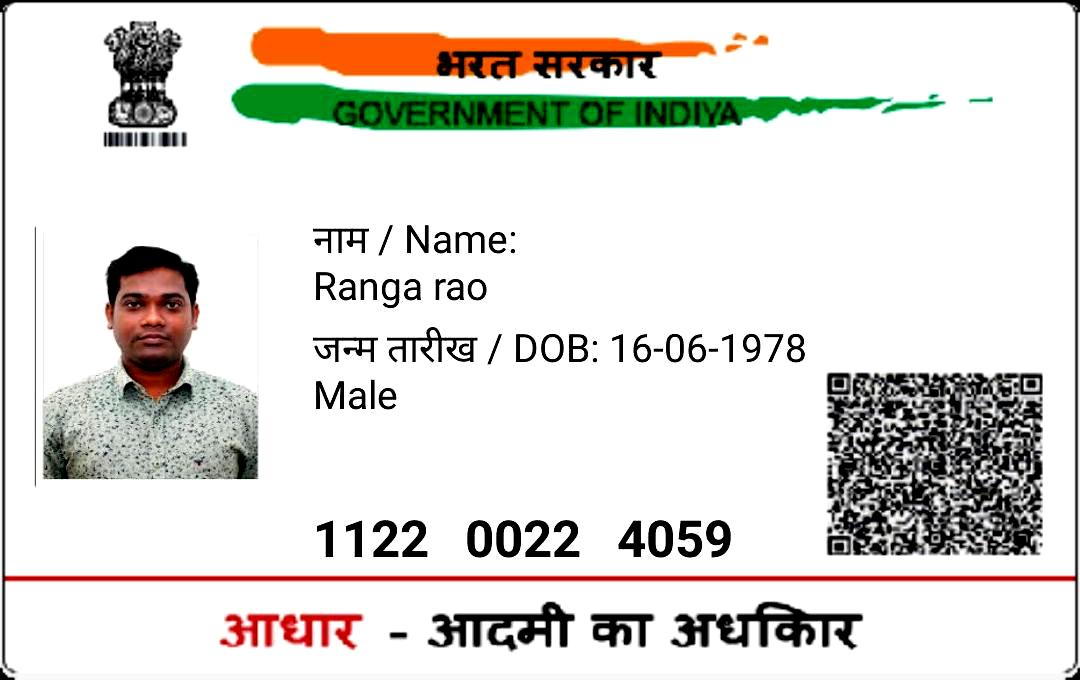 भरत सरकार
GOVERNMENT OF INDIYA
नाम / Name:
Ranga rao
जन्म तारीख / DOB: 16-06-1978
Male
1122 0022 4059
आधार - आदमी का अधकिार